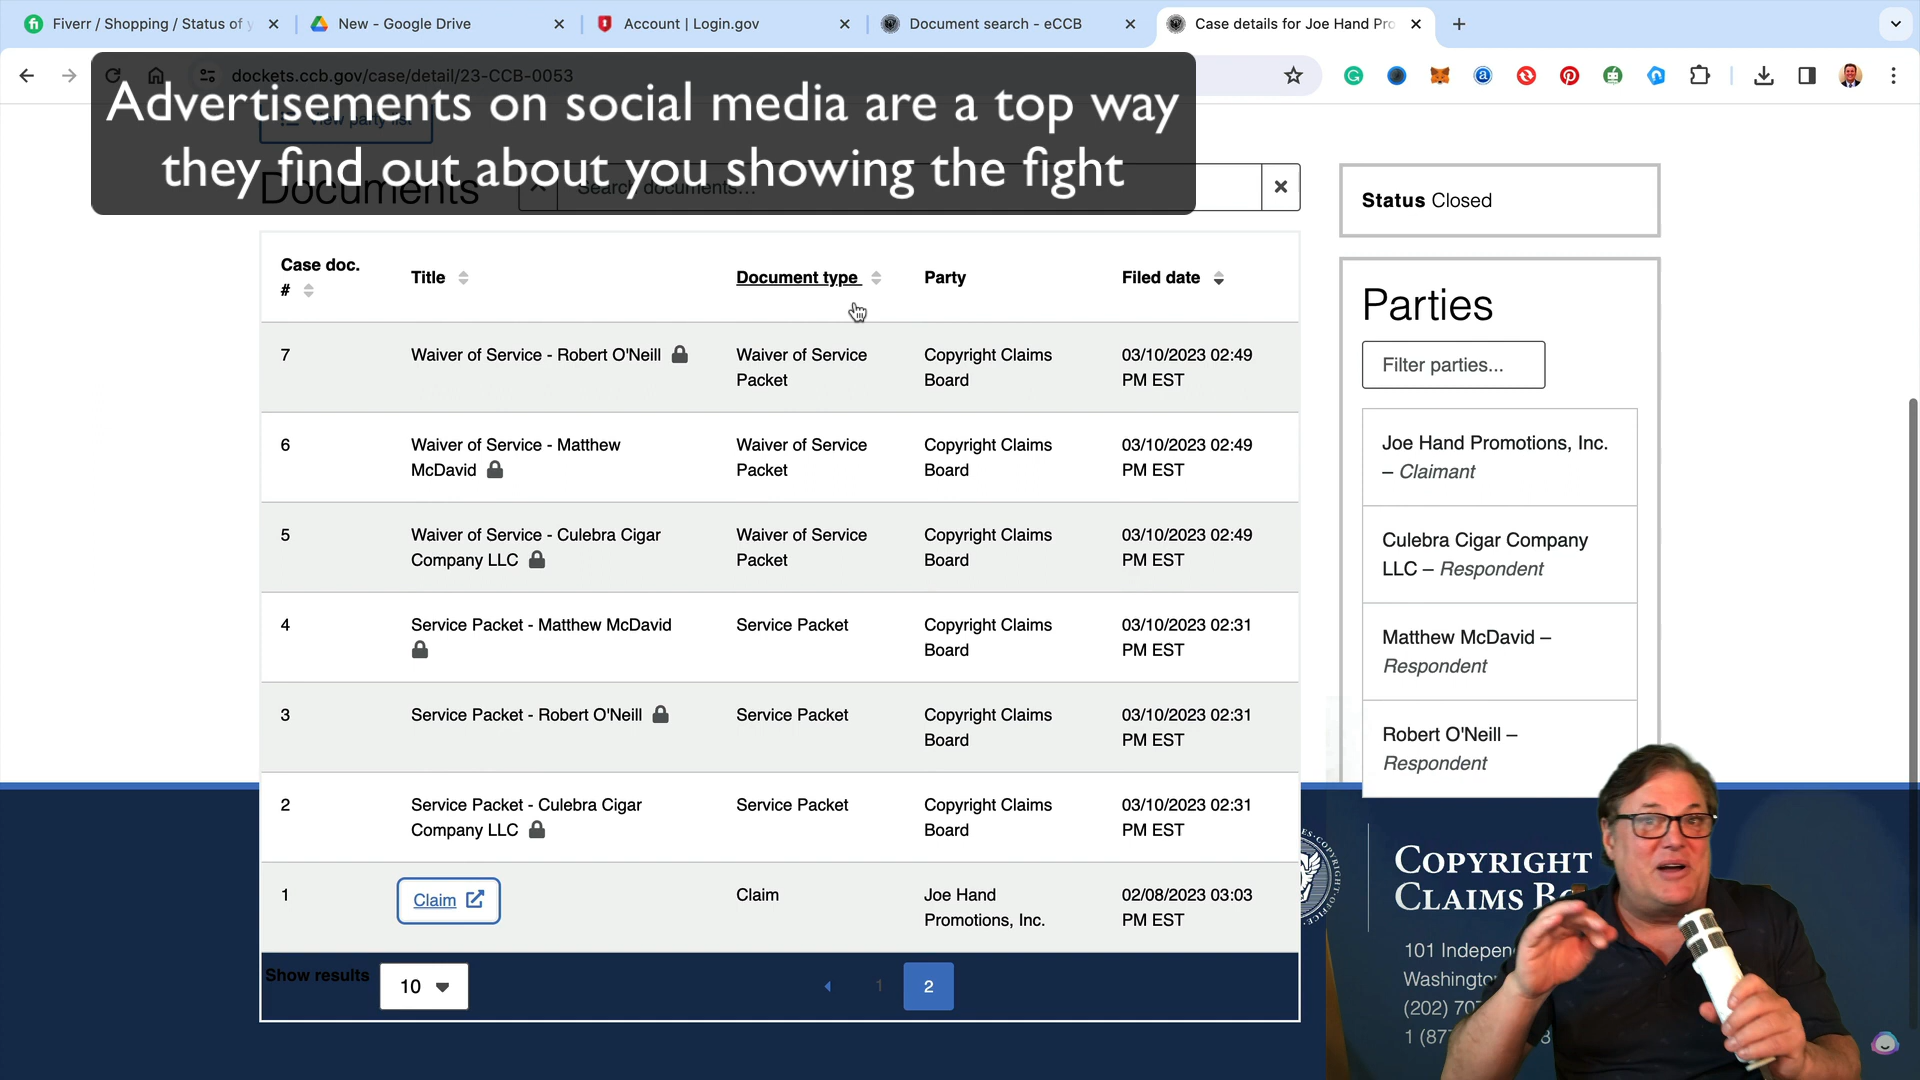 Fiverr / Shopping / Status of y
New - Google Drive
Account | Login.gov
Document search - eCCB
Case details for Joe Hand Pro
dockets.ccb.gov/case/detail/23-CCB-0053
Advertisements on social media are a top way
they find out about you showing the fight
View party list
Documents
Search documents...
Status Closed
Case doc.
#
Title
Document type
Party
Filed date
7
Waiver of Service - Robert O'Neill
Waiver of Service
Packet
Copyright Claims
Board
03/10/2023 02:49
PM EST
6
Waiver of Service - Matthew
McDavid
Waiver of Service
Packet
Copyright Claims
Board
03/10/2023 02:49
PM EST
5
Waiver of Service - Culebra Cigar
Company LLC
Waiver of Service
Packet
Copyright Claims
Board
03/10/2023 02:49
PM EST
4
Service Packet - Matthew McDavid
Service Packet
Copyright Claims
Board
03/10/2023 02:31
PM EST
3
Service Packet - Robert O'Neill
Service Packet
Copyright Claims
Board
03/10/2023 02:31
PM EST
2
Service Packet - Culebra Cigar
Company LLC
Service Packet
Copyright Claims
Board
03/10/2023 02:31
PM EST
1
Claim
Claim
Joe Hand
Promotions, Inc.
02/08/2023 03:03
PM EST
Show results
10
1
2
Parties
Filter parties...
Joe Hand Promotions, Inc.
– Claimant
Culebra Cigar Company
LLC – Respondent
Matthew McDavid –
Respondent
Robert O'Neill –
Respondent
COPYRIGHT
CLAIMS
101
Washington
(202)